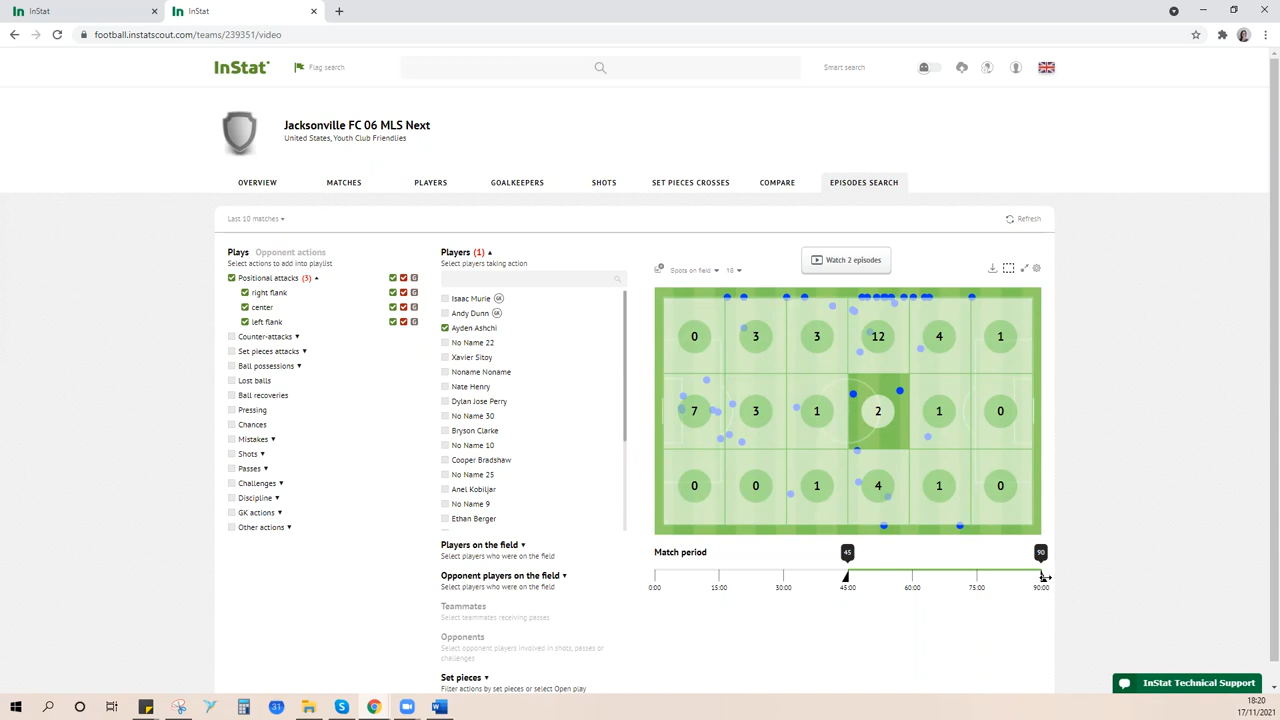 InStat
InStat
football.instatscout.com/teams/239351/video
InStat
Flag search
Smart search
Jacksonville FC 06 MLS Next
United States, Youth Club Friendlies
OVERVIEW MATCHES PLAYERS GOALKEEPERS SHOTS SET PIECES CROSSES COMPARE EPISODES SEARCH
Last 10 matches
Refresh
Plays Opponent actions
Select actions to add into playlist
Positional attacks (3)
right flank
center
left flank
Counter-attacks
Set pieces attacks
Ball possessions
Lost balls
Ball recoveries
Pressing
Chances
Mistakes
Shots
Passes
Challenges
Discipline
GK actions
Other actions
G
G
G
G
Players (1)
Select players taking action
Isaac Murie GK
Andy Dunn GK
Ayden Ashchi
No Name 22
Xavier Sitoy
Noname Noname
Nate Henry
Dylan Jose Perry
No Name 30
Bryson Clarke
No Name 10
Cooper Bradshaw
No Name 25
Anel Kobiljar
No Name 9
Ethan Berger
Players on the field
Select players who were on the field
Opponent players on the field
Select players who were on the field
Teammates
Select teammates receiving passes
Opponents
Select opponent players involved in shots, passes or
challenges
Set pieces
Filter actions by set pieces or select Open play
Watch 2 episodes
Spots on field 18
0 3 3 12 4 1
7 3 1 2 1 0
0 0 1 4 1 0
Match period
45 90
0:00 15:00 30:00 45:00 60:00 75:00 90:00
InStat Technical Support
31
18:20
17/11/2021